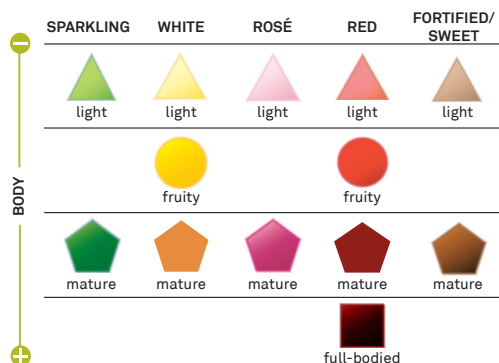 SPARKLING WHITE ROSÉ RED FORTIFIED/
SWEET
light light light light light
fruity fruity
BODY
mature mature mature mature mature
full-bodied